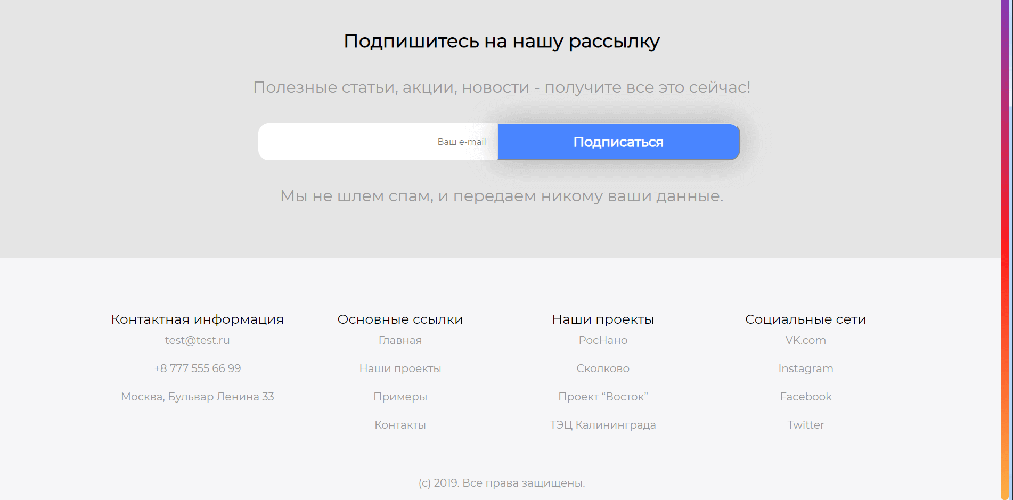 Подпишитесь на нашу рассылку
Полезные статьи, акции, новости - получите все это сейчас!
Ваш e-mail
Подписаться
Мы не шлем спам, и передаем никому ваши данные.
Контактная информация
test@test.ru
+8 777 555 66 99
Москва, Бульвар Ленина 33
Основные ссылки
Главная
Наши проекты
Примеры
Контакты
Наши проекты
РосНано
Сколково
Проект “Восток”
ТЭЦ Калининграда
Социальные сети
VK.com
Instagram
Facebook
Twitter
(c) 2019. Все права защищены.